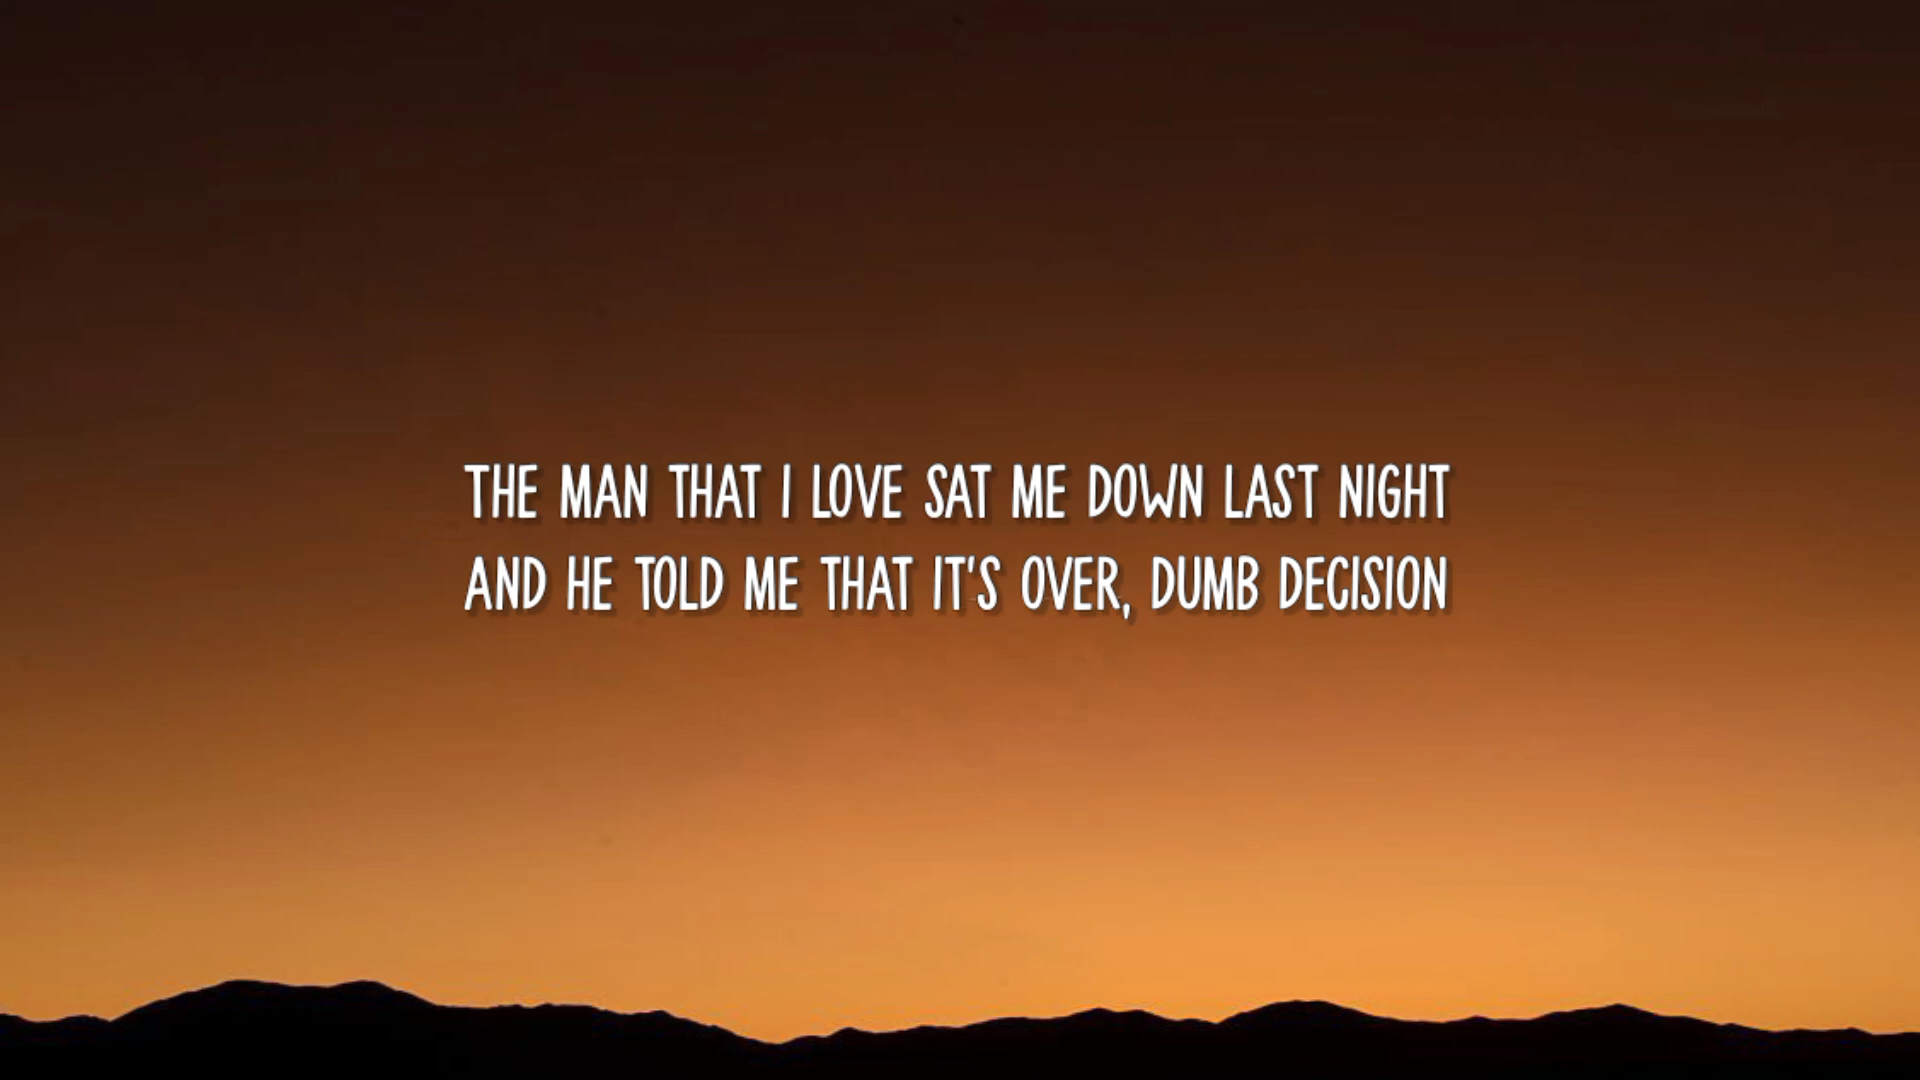 THE MAN THAT I LOVE SAT ME DOWN LAST NIGHT
AND HE TOLD ME THAT IT'S OVER, DUMB DECISION